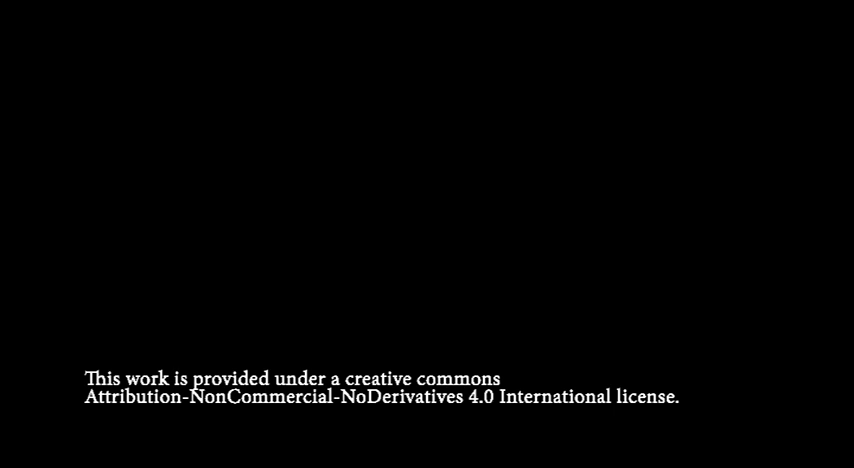 This work is provided under a creative commons
Attribution-NonCommercial-NoDerivatives 4.0 International license.